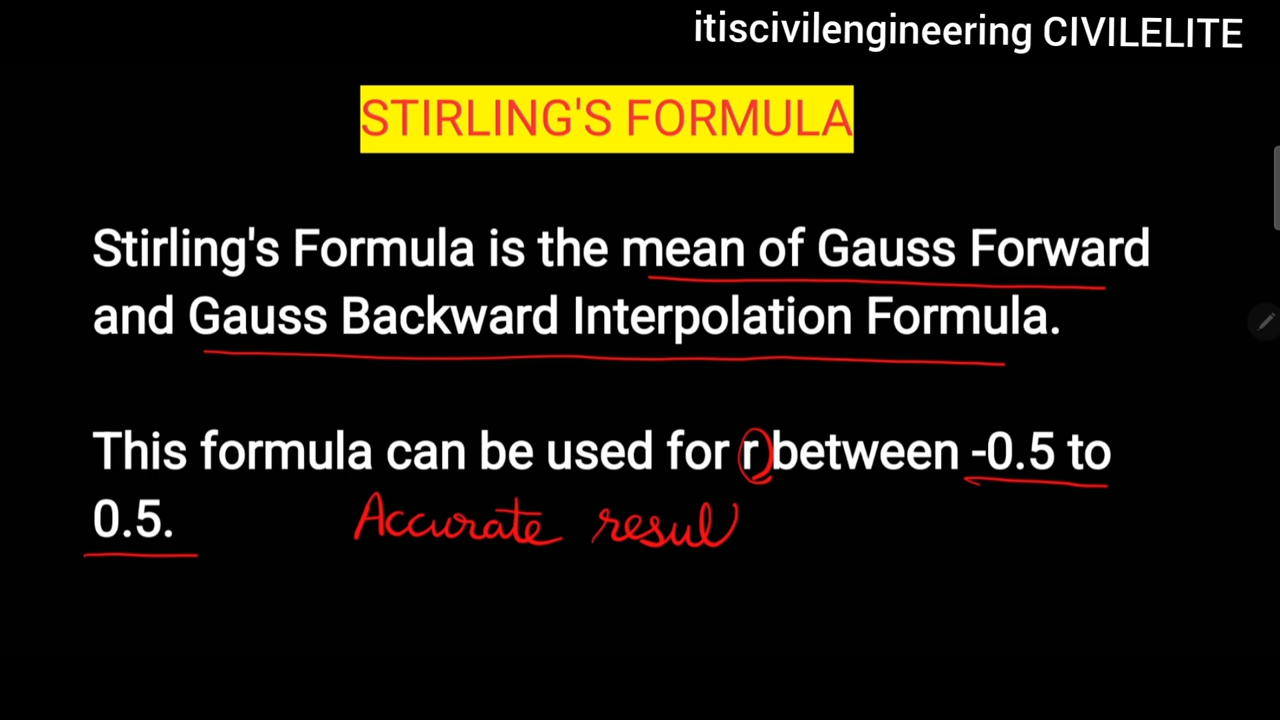 itiscivilengineering CIVILELITE
STIRLING'S FORMULA
Stirling's Formula is the mean of Gauss Forward
and Gauss Backward Interpolation Formula.
This formula can be used for r between -0.5 to
0.5.
Accurate resul